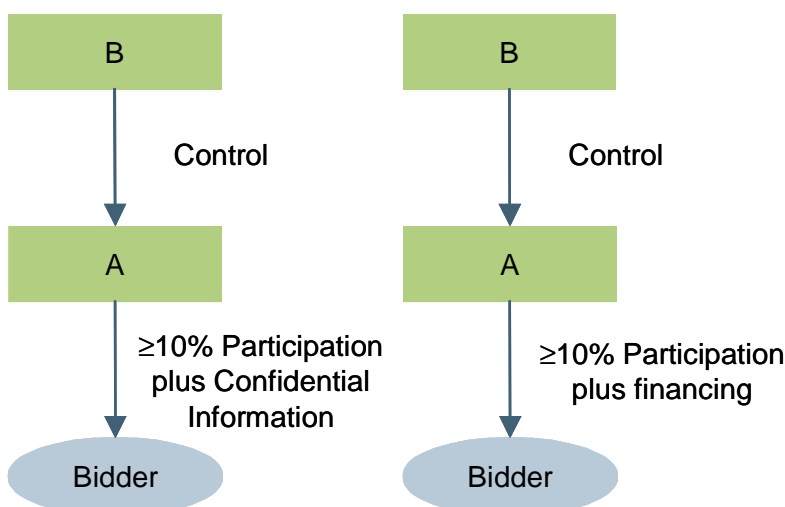 B
Control
A
≥10% Participation
plus Confidential
Information
Bidder
B
Control
A
≥10% Participation
plus financing
Bidder